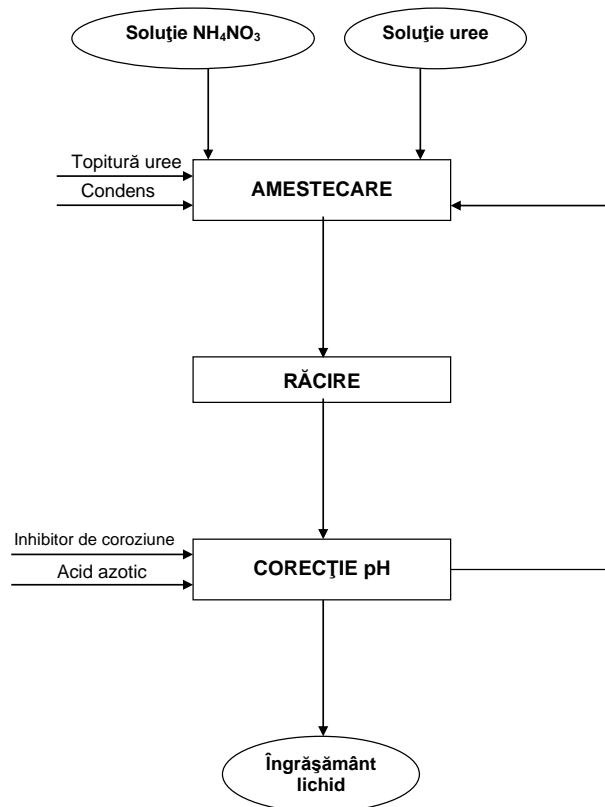 Soluţie NH₄NO₃
Soluţie uree
Topitură uree
Condens
AMESTECARE
RĂCIRE
Inhibitor de coroziune
Acid azotic
CORECŢIE pH
Îngrăşământ
lichid